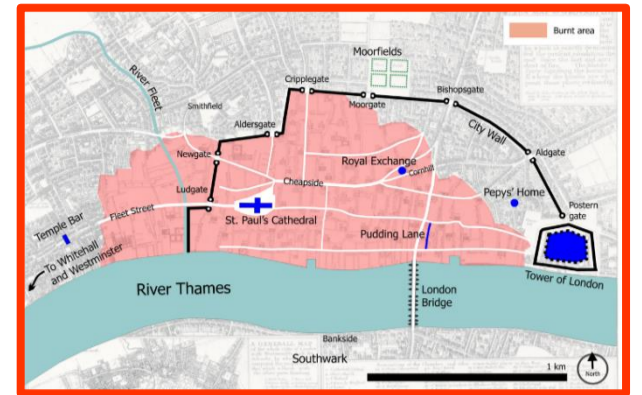 Burnt area
Moorfields
River Fleet
Cripplegate
Smithfield
Moorgate
Bishopsgate
Aldersgate
City Wall
Newgate
Royal Exchange
Cornhill
Aldgate
Ludgate
Cheapside
Pepys' Home
Fleet Street
St. Paul's Cathedral
Postern
gate
Temple Bar
Pudding Lane
To Whitehall
and Westminster
Tower of London
River Thames
London
Bridge
Bankside
Southwark
1 km
North